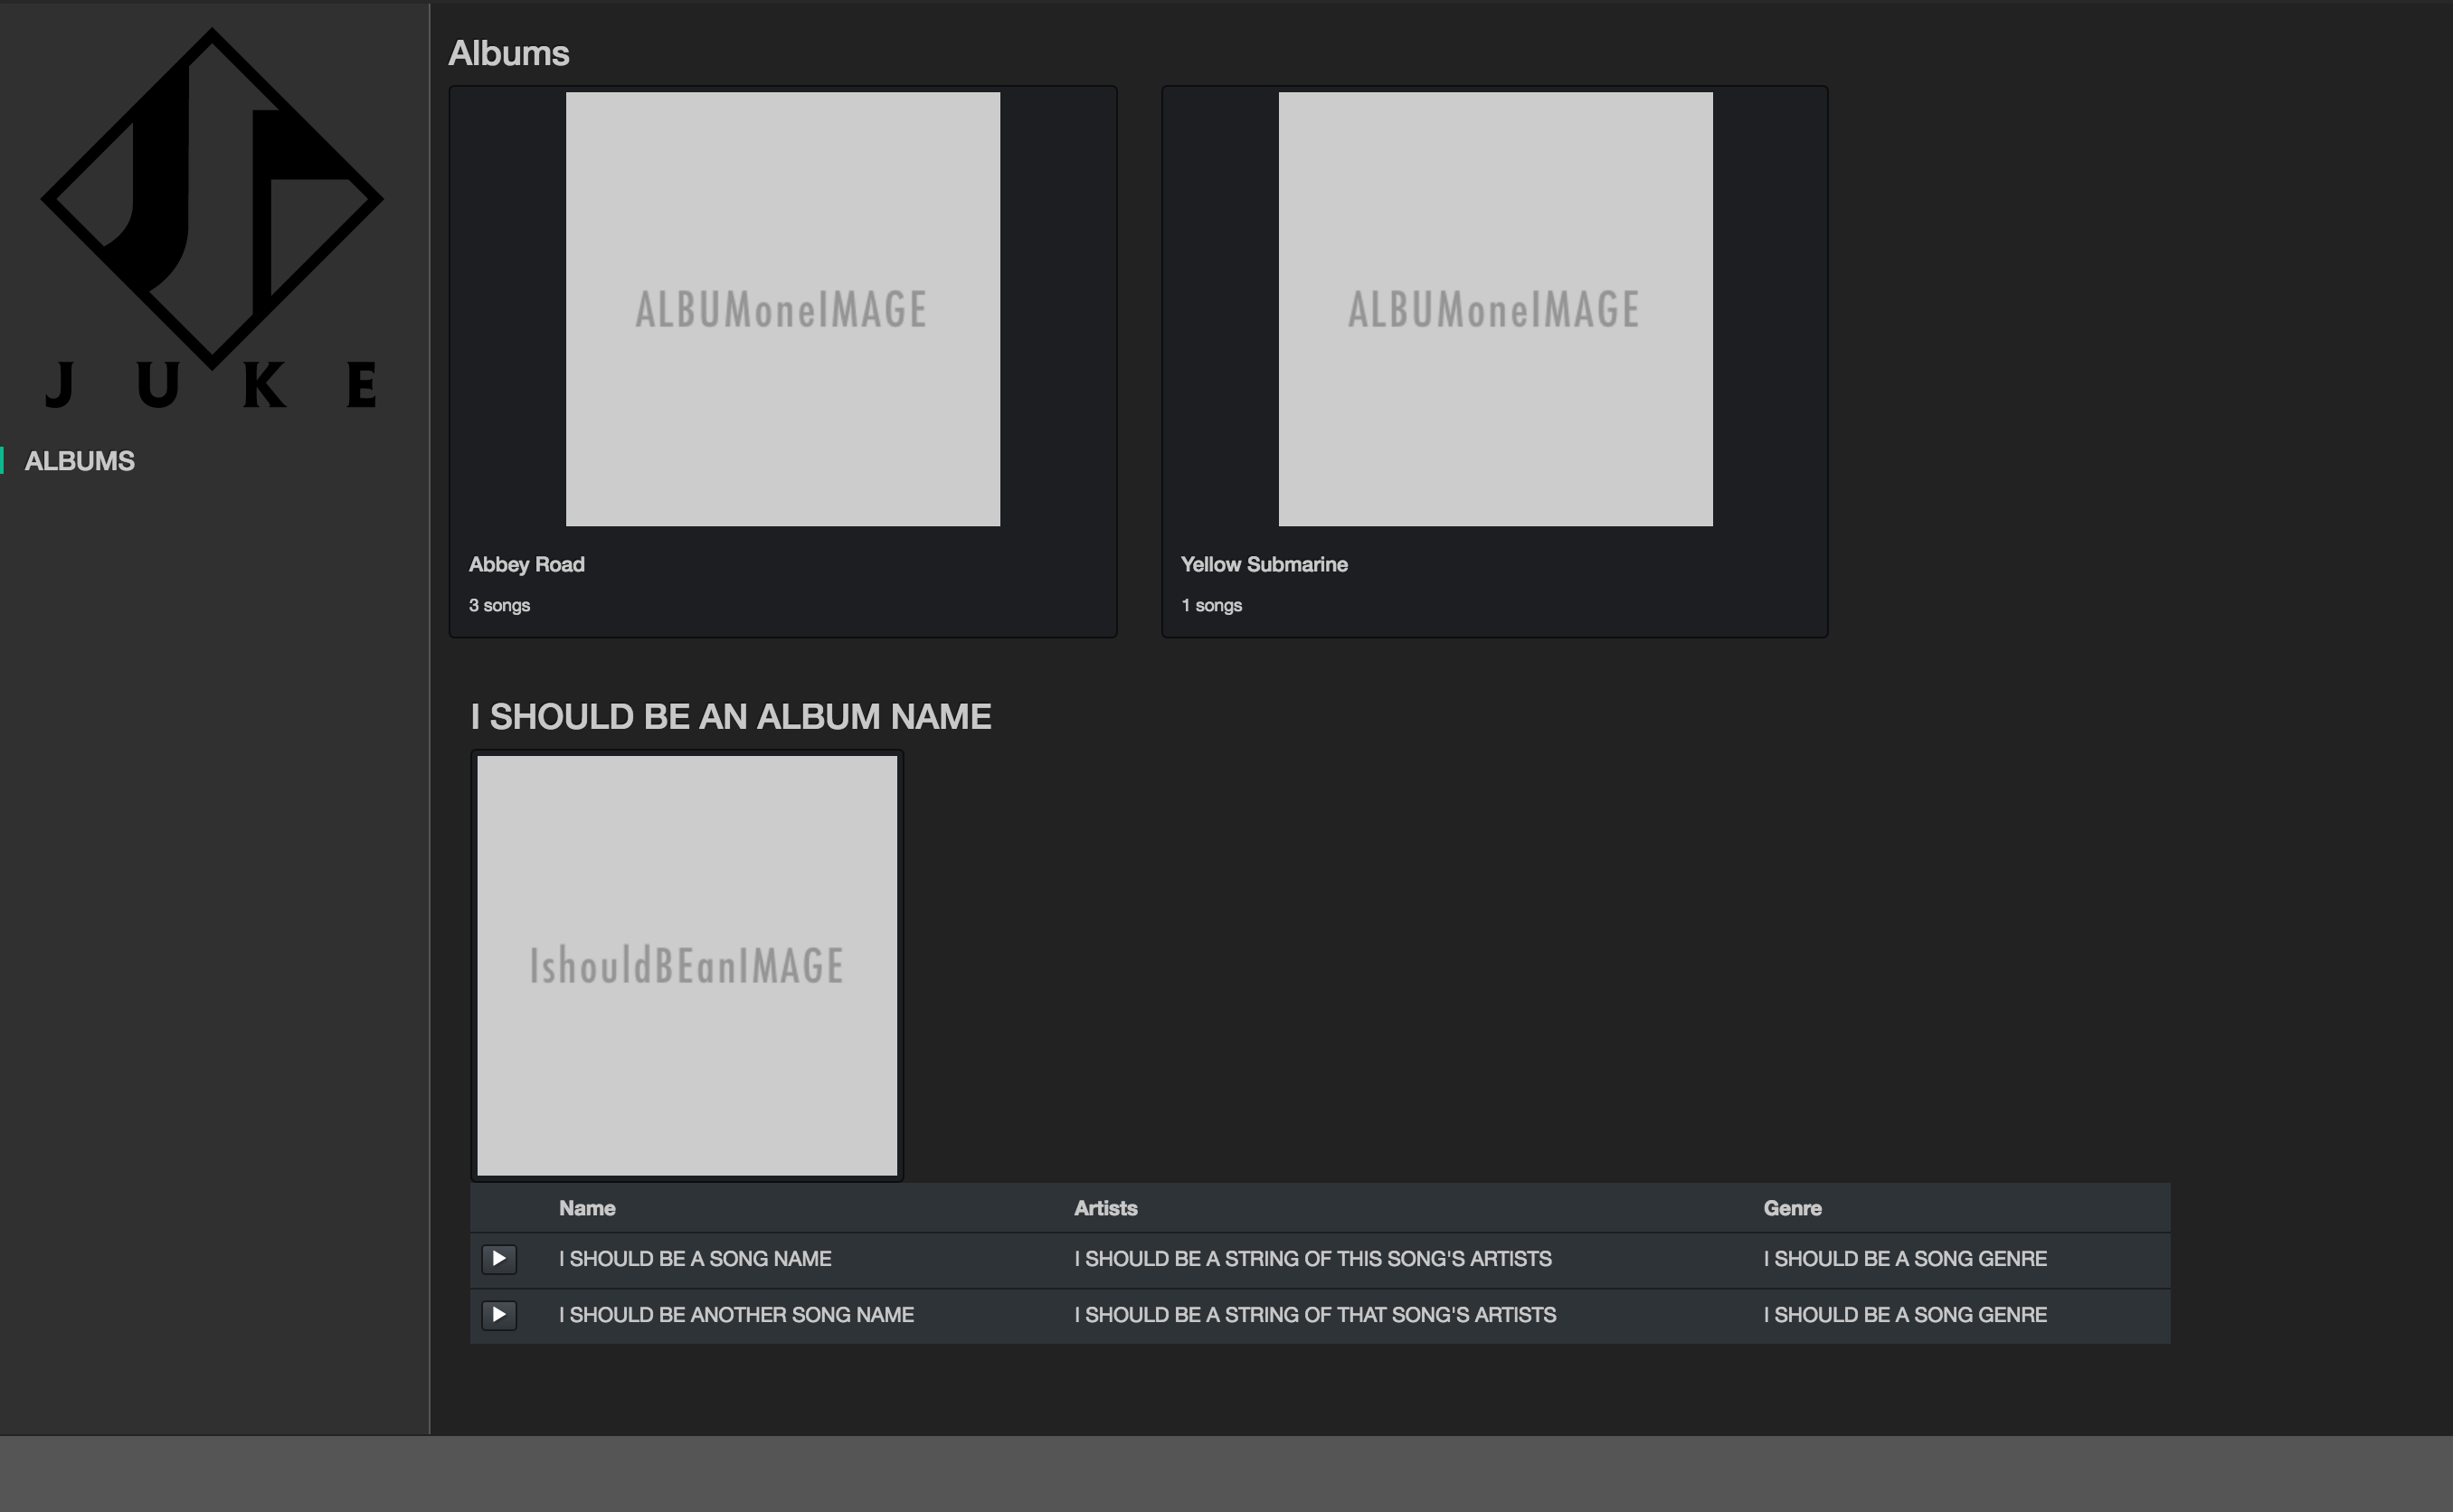 JUKE
ALBUMS
Albums
ALBUMoneIMAGE
Abbey Road
3 songs
ALBUMoneIMAGE
Yellow Submarine
1 songs
I SHOULD BE AN ALBUM NAME
IshouldBEanIMAGE
Name Artists Genre
I SHOULD BE A SONG NAME I SHOULD BE A STRING OF THIS SONG'S ARTISTS I SHOULD BE A SONG GENRE
I SHOULD BE ANOTHER SONG NAME I SHOULD BE A STRING OF THAT SONG'S ARTISTS I SHOULD BE A SONG GENRE